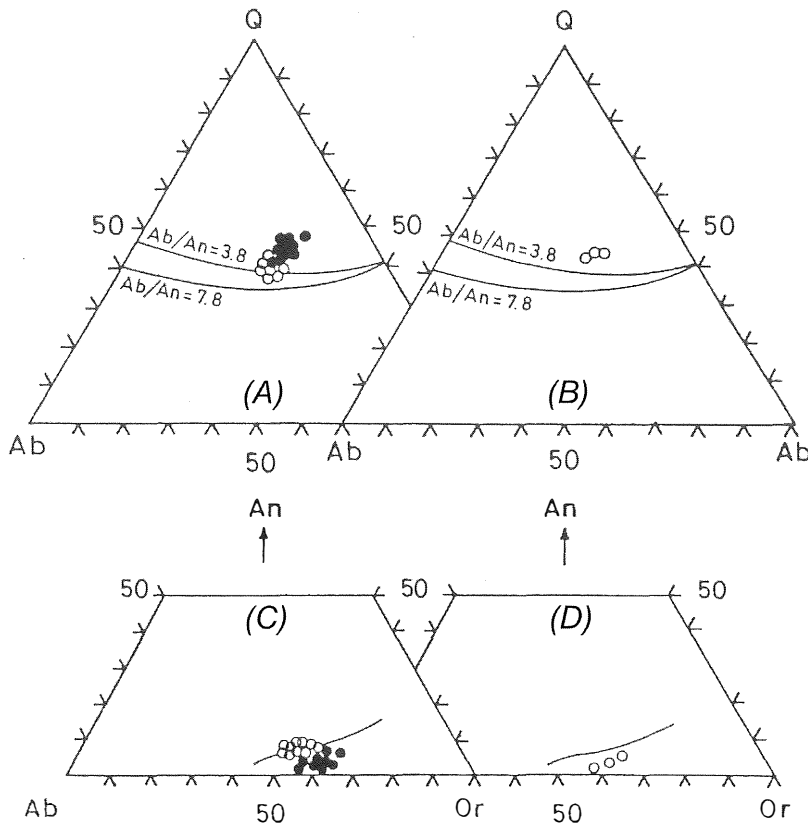 Q Q
50 50 50
Ab/An=3.8 Ab/An=3.8
Ab/An=7.8 Ab/An=7.8
(A) (B)
Ab Ab Ab
50 50
An An
50 50 50
(C) (D)
Ab 50 Or 50 Or